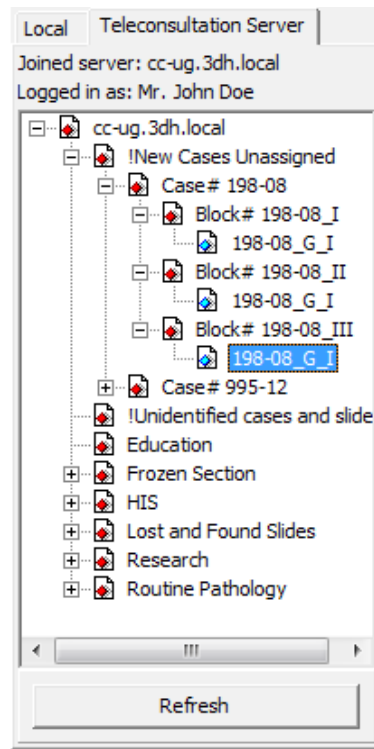 Local Teleconsultation Server
Joined server: cc-ug.3dh.local
Logged in as: Mr. John Doe
cc-ug.3dh.local
!New Cases Unassigned
Case# 198-08
Block# 198-08_I
198-08_G_I
Block# 198-08_II
198-08_G_I
Block# 198-08_III
198-08_G_I
Case# 995-12
!Unidentified cases and slide
Education
Frozen Section
HIS
Lost and Found Slides
Research
Routine Pathology
Refresh